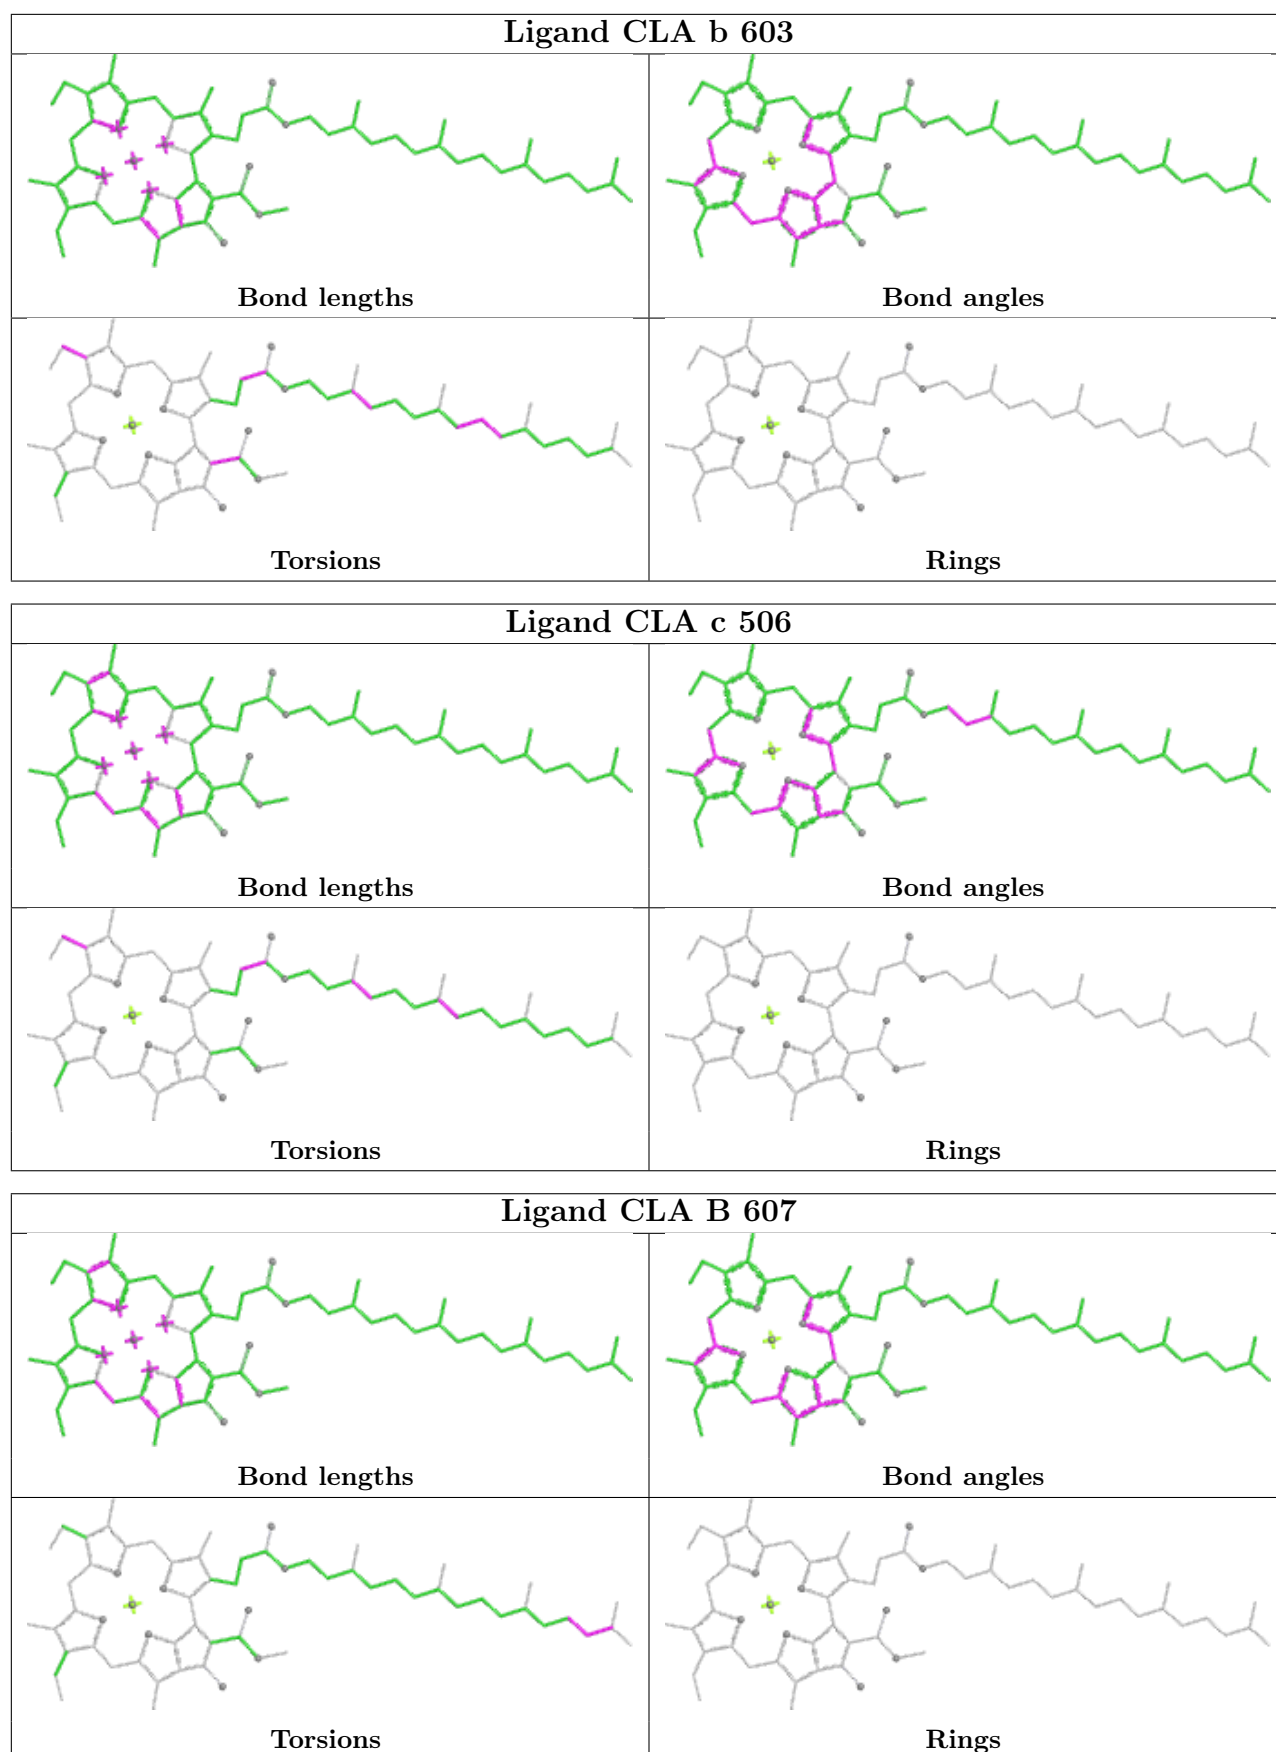 Ligand CLA b 603
Bond lengths
Bond angles
Torsions
Rings
Ligand CLA c 506
Bond lengths
Bond angles
Torsions
Rings
Ligand CLA B 607
Bond lengths
Bond angles
Torsions
Rings